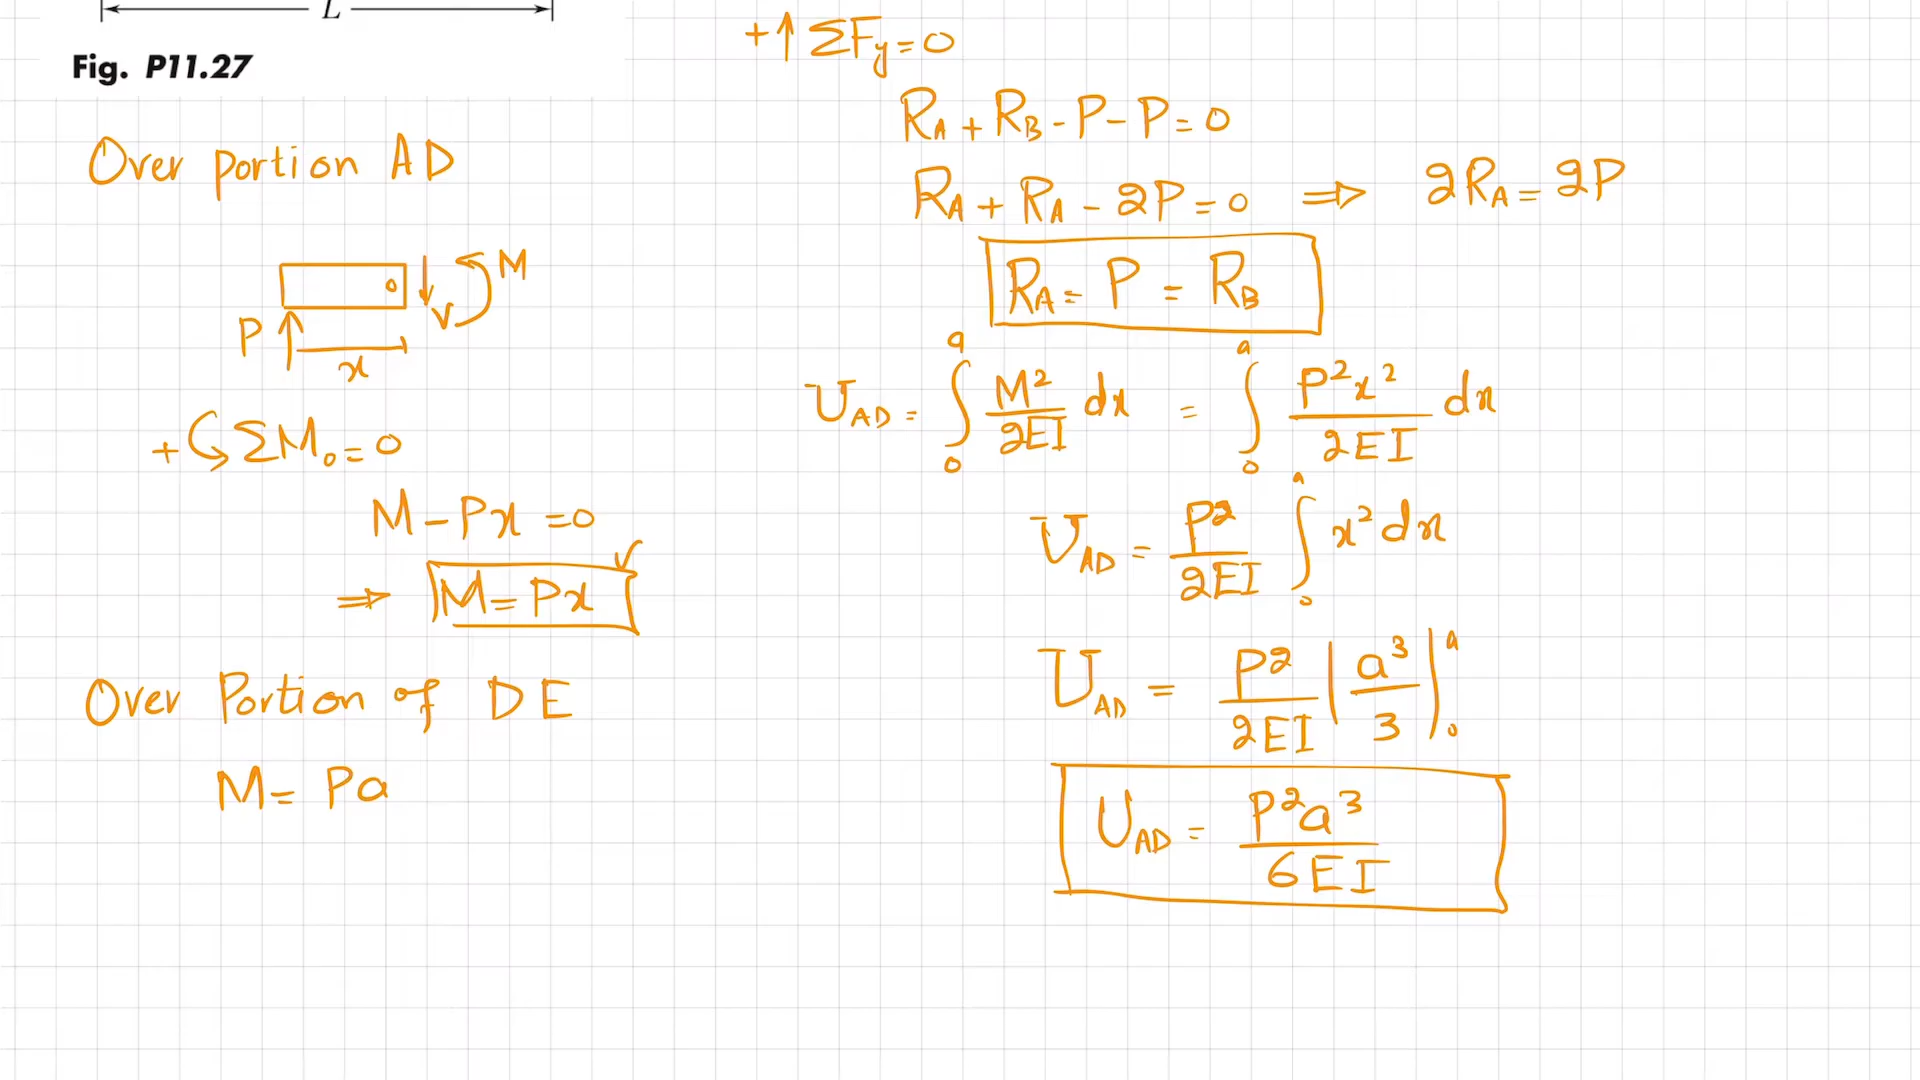 L
Fig. P11.27
Over portion AD
P
x
V
M
o
+ ΣMo = 0
M - Px = 0
⇒ M = Px
Over Portion of DE
M = Pa
+↑ ΣFy = 0
RA + RB - P - P = 0
RA + RA - 2P = 0 ⇒ 2RA = 2P
RA = P = RB
UAD = ∫₀ᵃ M²/2EI dx = ∫₀ᵃ P²x²/2EI dx
UAD = P²/2EI ∫₀ᵃ x² dx
UAD = P²/2EI |a³/3|₀ᵃ
UAD = P²a³/6EI